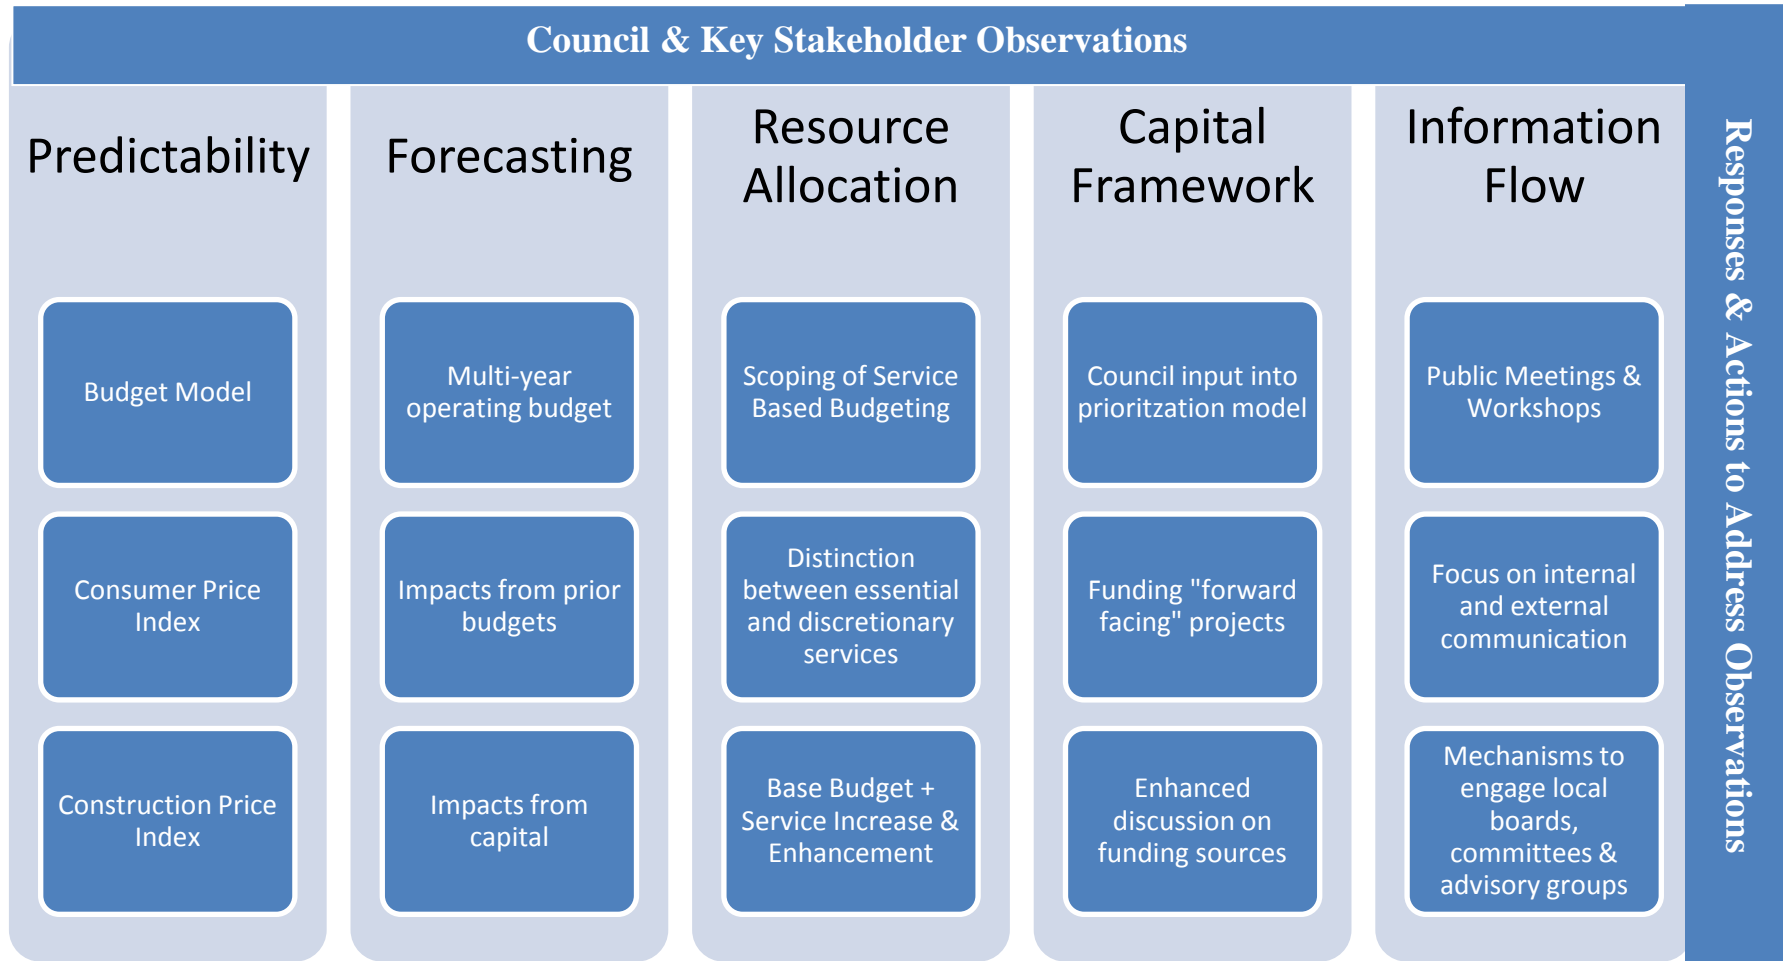 Council & Key Stakeholder Observations
Predictability
Budget Model
Consumer Price
Index
Construction Price
Index
Forecasting
Multi-year
operating budget
Impacts from prior
budgets
Impacts from
capital
Resource
Allocation
Scoping of Service
Based Budgeting
Distinction
between essential
and discretionary
services
Base Budget +
Service Increase &
Enhancement
Capital
Framework
Council input into
prioritzation model
Funding "forward
facing" projects
Enhanced
discussion on
funding sources
Information
Flow
Public Meetings &
Workshops
Focus on internal
and external
communication
Mechanisms to
engage local
boards,
committees &
advisory groups
Responses & Actions to Address Observations